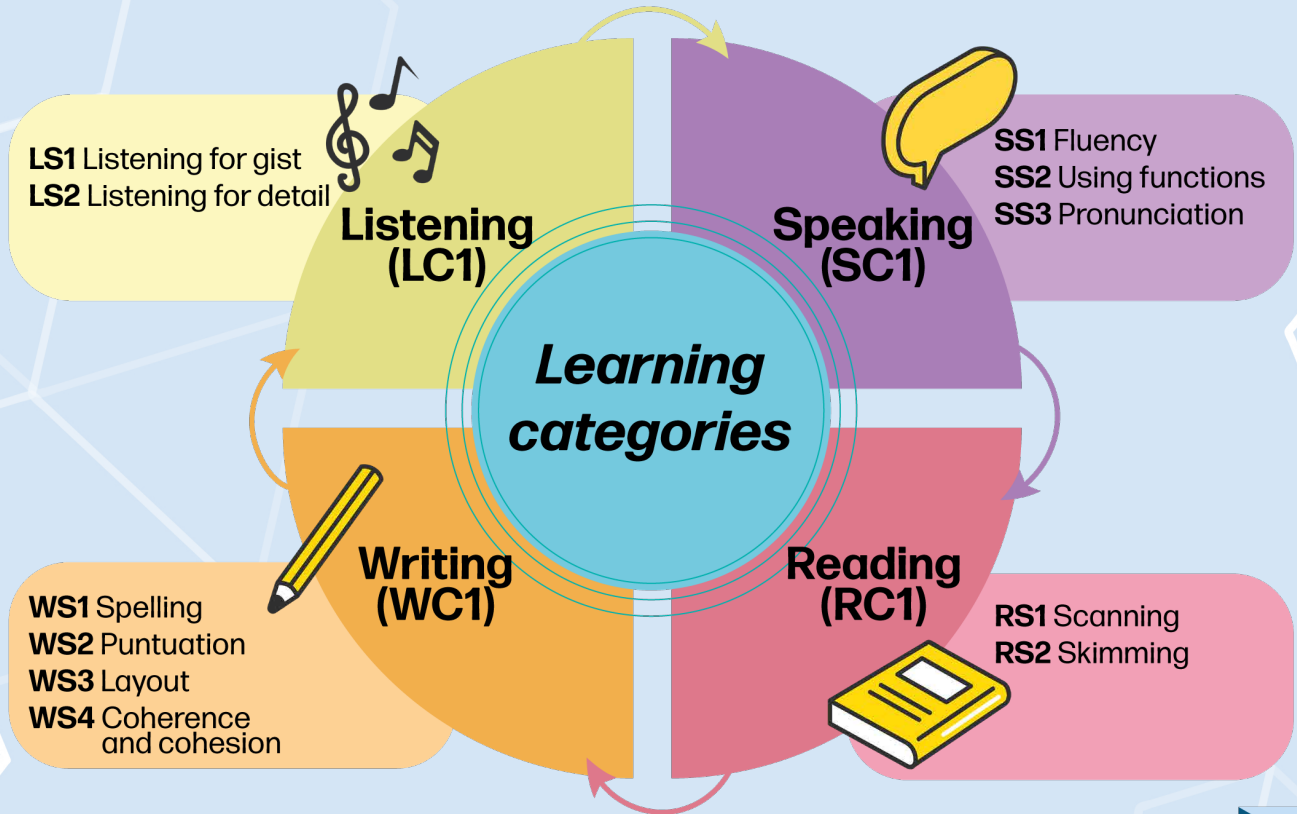 LS1 Listening for gist
LS2 Listening for detail
Listening
(LC1)
Speaking
(SC1)
SS1 Fluency
SS2 Using functions
SS3 Pronunciation
Learning
categories
Writing
(WC1)
WS1 Spelling
WS2 Puntuation
WS3 Layout
WS4 Coherence
and cohesion
Reading
(RC1)
RS1 Scanning
RS2 Skimming